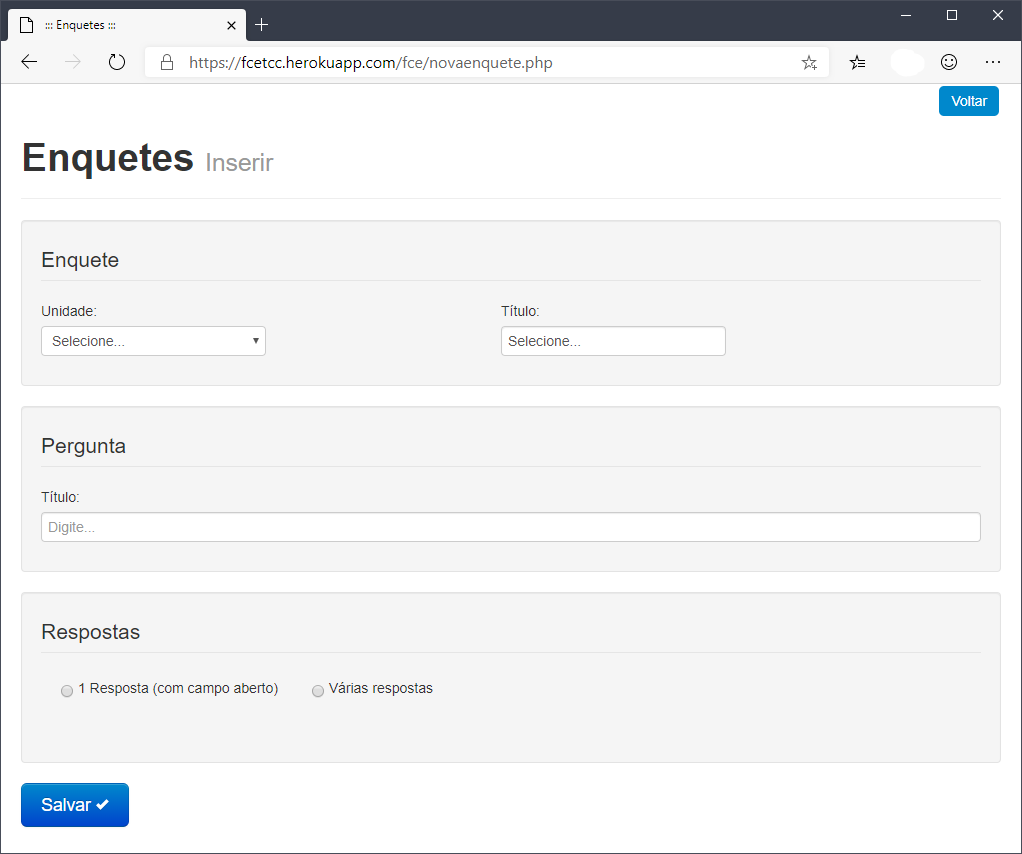 ::: Enquetes :::
https://fcetcc.herokuapp.com/fce/novaenquete.php
Voltar
Enquetes Inserir
Enquete
Unidade: Título:
Selecione... Selecione...
Pergunta
Título:
Digite...
Respostas
1 Resposta (com campo aberto) Várias respostas
Salvar